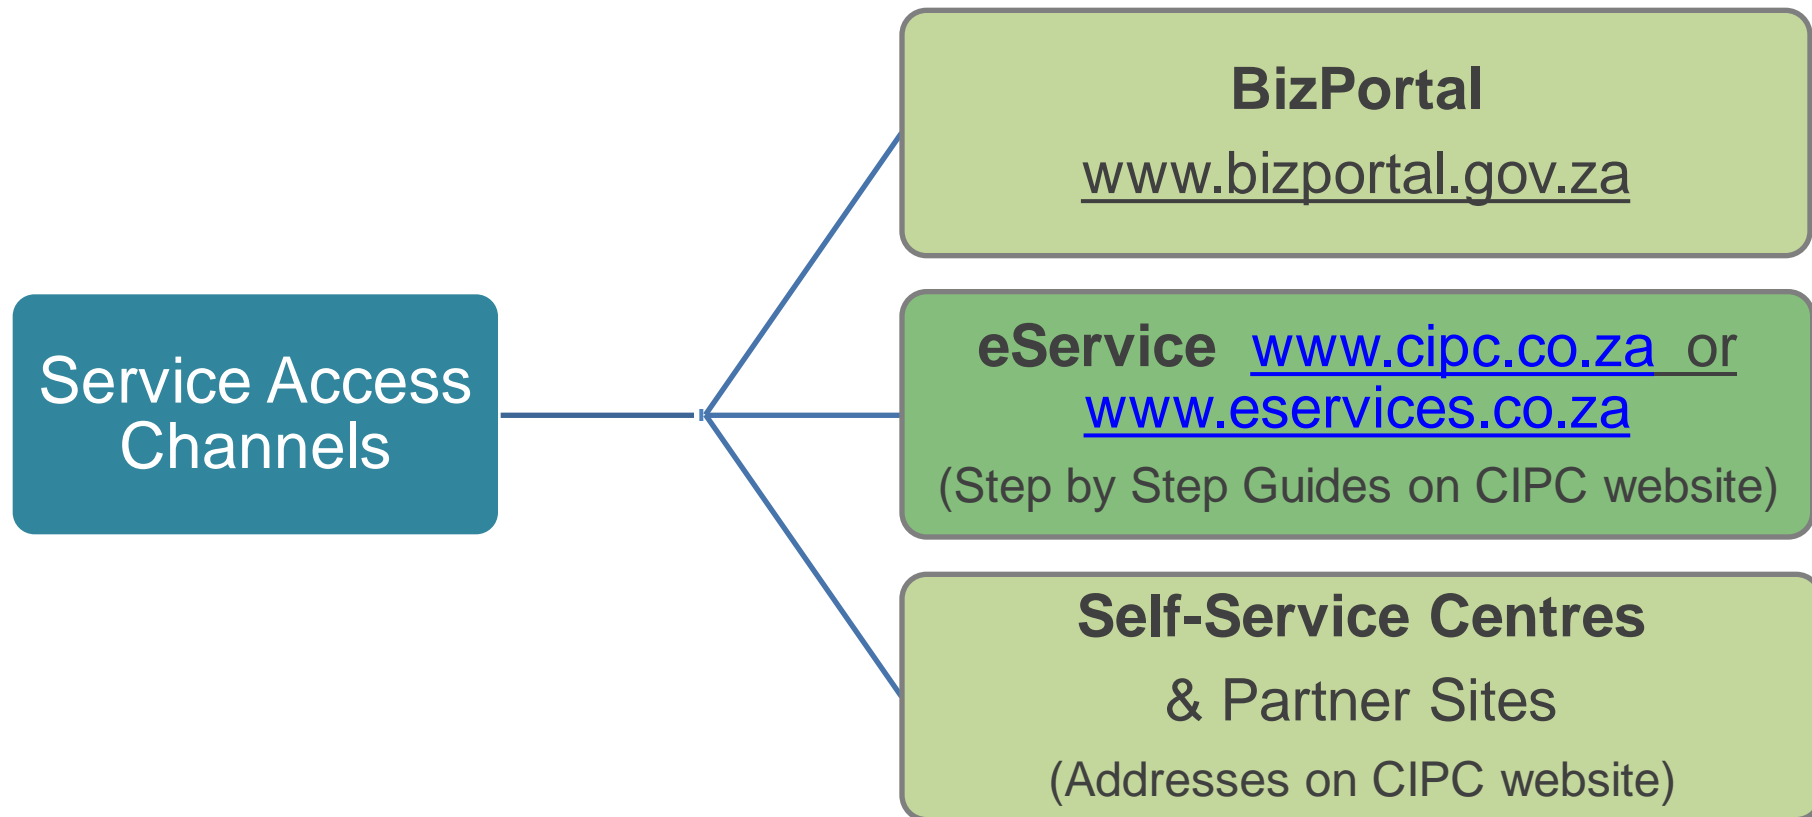 Service Access
Channels
BizPortal
www.bizportal.gov.za
eService www.cipc.co.za or
www.eservices.co.za
(Step by Step Guides on CIPC website)
Self-Service Centres
& Partner Sites
(Addresses on CIPC website)